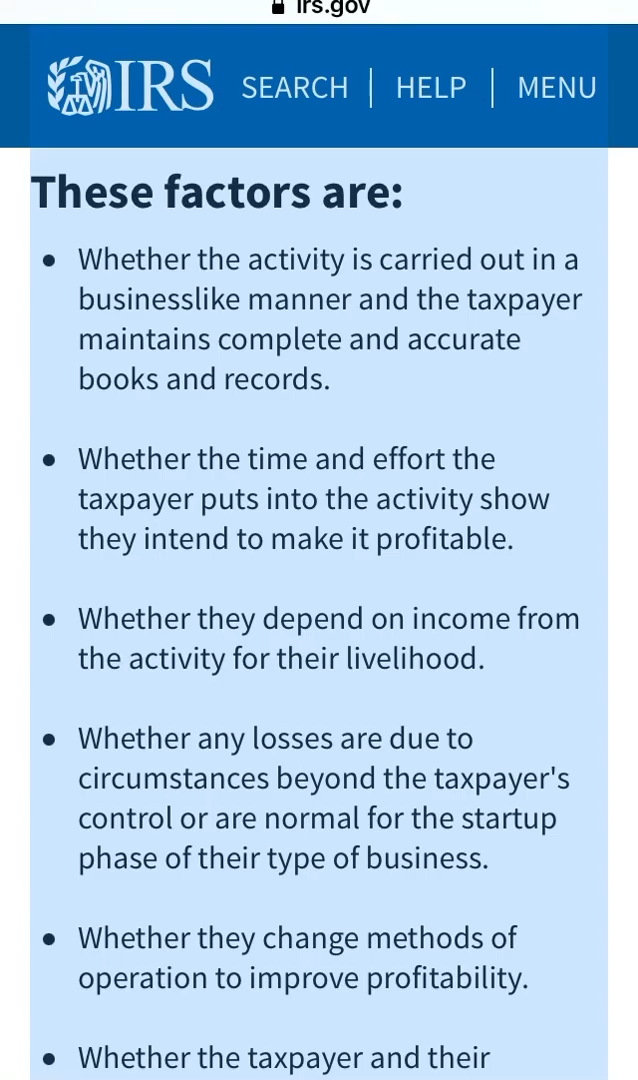 irs.gov
IRS SEARCH | HELP | MENU
These factors are:
• Whether the activity is carried out in a
businesslike manner and the taxpayer
maintains complete and accurate
books and records.
• Whether the time and effort the
taxpayer puts into the activity show
they intend to make it profitable.
• Whether they depend on income from
the activity for their livelihood.
• Whether any losses are due to
circumstances beyond the taxpayer's
control or are normal for the startup
phase of their type of business.
• Whether they change methods of
operation to improve profitability.
• Whether the taxpayer and their